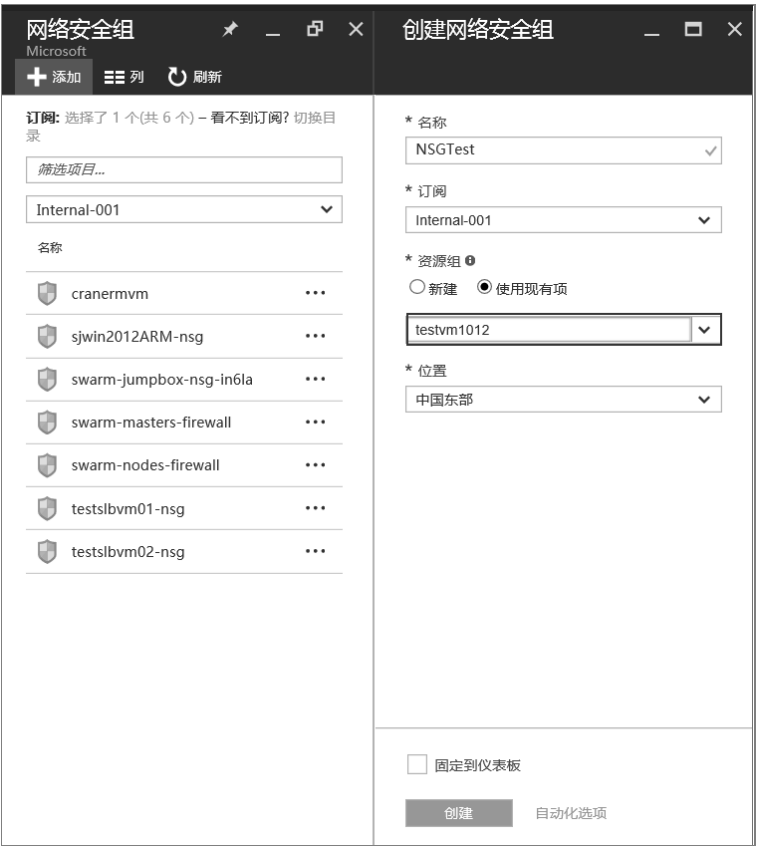 网络安全组
Microsoft
添加 列 刷新
订阅: 选择了 1 个(共 6 个) – 看不到订阅? 切换目
录
筛选项目...
Internal-001
名称
cranermvm
sjwin2012ARM-nsg
swarm-jumpbox-nsg-in6la
swarm-masters-firewall
swarm-nodes-firewall
testslbvm01-nsg
testslbvm02-nsg
创建网络安全组
* 名称
NSGTest
* 订阅
Internal-001
* 资源组
新建 使用现有项
testvm1012
* 位置
中国东部
固定到仪表板
创建 自动化选项